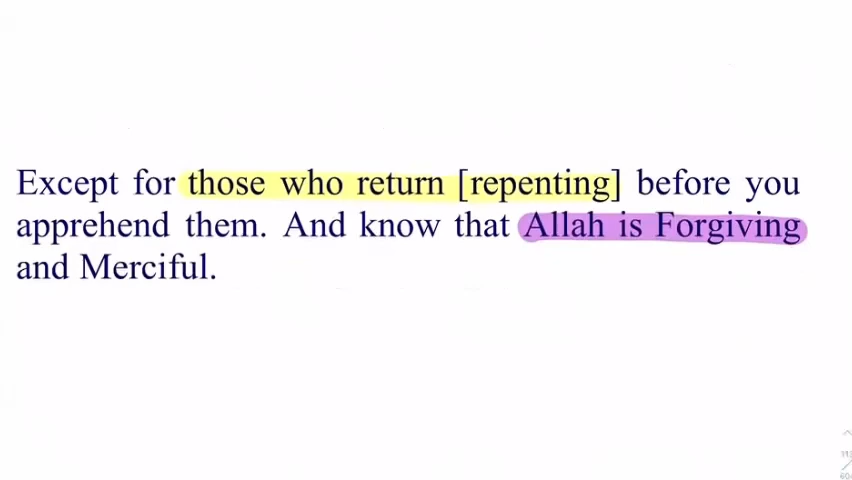 Except for those who return [repenting] before you
apprehend them. And know that Allah is Forgiving
and Merciful.